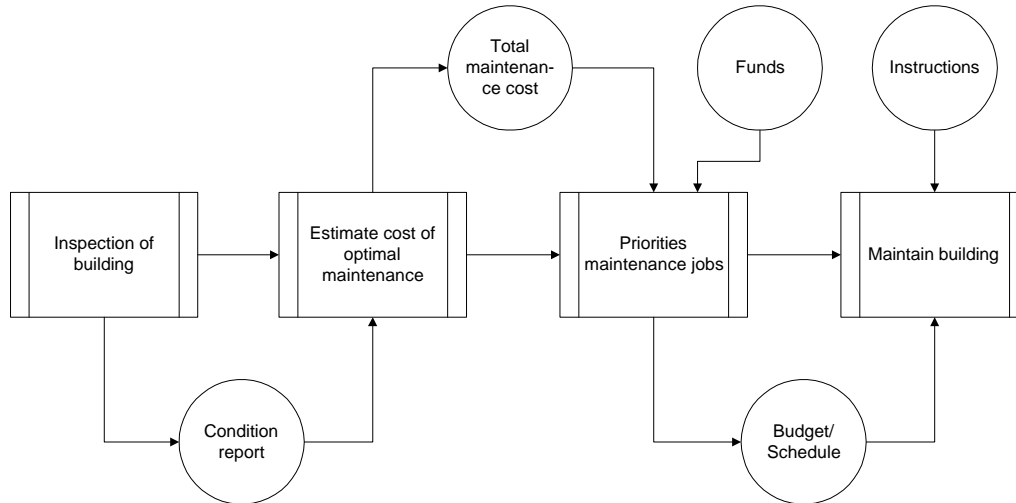 Total
maintenan-
ce cost
Funds
Instructions
Inspection of
building
Estimate cost of
optimal
maintenance
Priorities
maintenance jobs
Maintain building
Condition
report
Budget/
Schedule